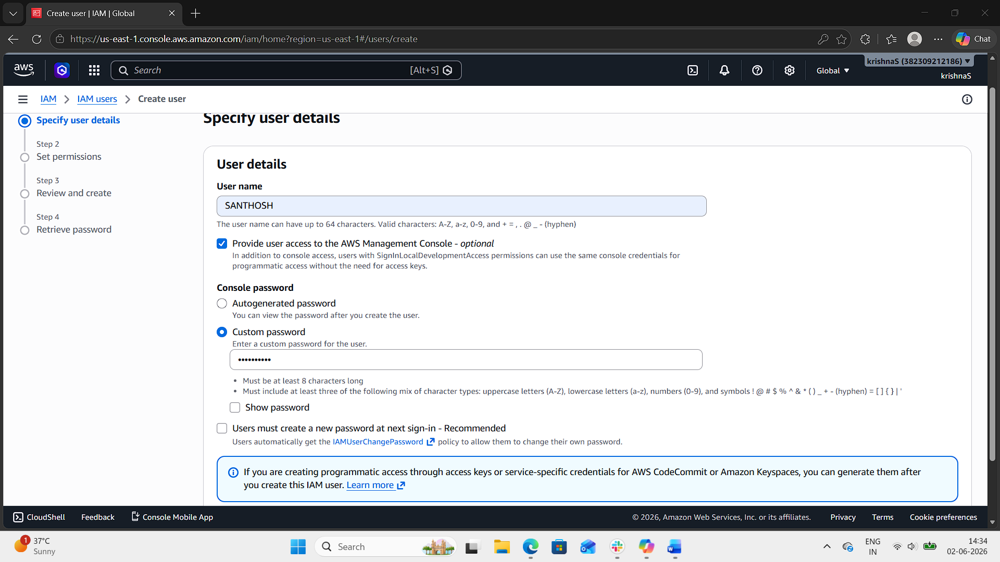 Create user | IAM | Global
https://us-east-1.console.aws.amazon.com/iam/home?region=us-east-1#/users/create
Chat
aws
Search
[Alt+S]
Global
krishnaS (382309212186)
krishnaS
IAM
IAM users
Create user
Specify user details
Step 2
Set permissions
Step 3
Review and create
Step 4
Retrieve password
Specify user details
User details
User name
SANTHOSH
The user name can have up to 64 characters. Valid characters: A-Z, a-z, 0-9, and + = , . @ _ - (hyphen)
Provide user access to the AWS Management Console - optional
In addition to console access, users with SignInLocalDevelopmentAccess permissions can use the same console credentials for
programmatic access without the need for access keys.
Console password
Autogenerated password
You can view the password after you create the user.
Custom password
Enter a custom password for the user.
••••••••••
• Must be at least 8 characters long
• Must include at least three of the following mix of character types: uppercase letters (A-Z), lowercase letters (a-z), numbers (0-9), and symbols ! @ # $ % ^ & * ( ) _ + - (hyphen) = [ ] { } | '
Show password
Users must create a new password at next sign-in - Recommended
Users automatically get the IAMUserChangePassword policy to allow them to change their own password.
If you are creating programmatic access through access keys or service-specific credentials for AWS CodeCommit or Amazon Keyspaces, you can generate them after
you create this IAM user. Learn more
CloudShell
Feedback
Console Mobile App
© 2026, Amazon Web Services, Inc. or its affiliates.
Privacy
Terms
Cookie preferences
1
37°C
Sunny
Search
ENG
IN
14:34
02-06-2026